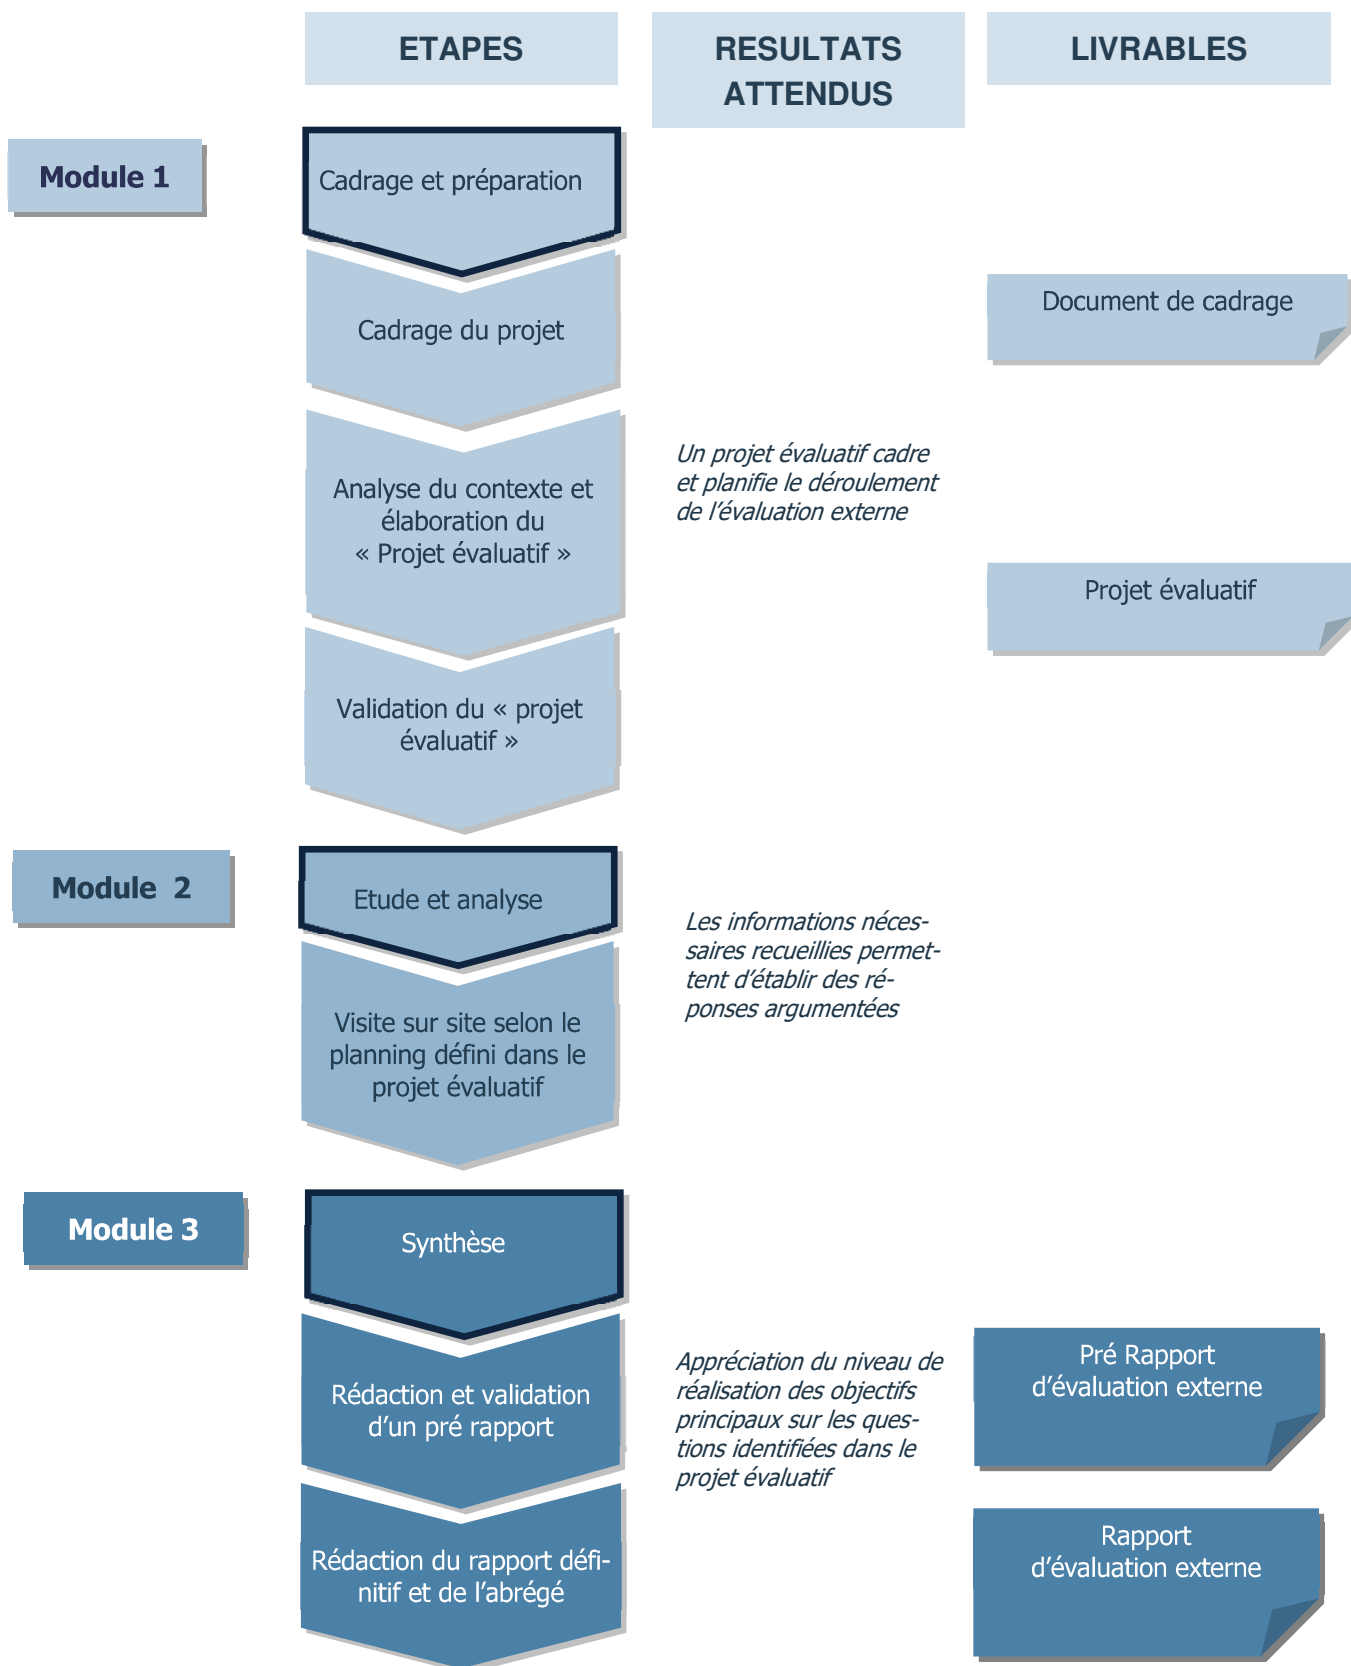 ETAPES
RESULTATS
ATTENDUS
LIVRABLES
Module 1
Cadrage et préparation
Cadrage du projet
Document de cadrage
Analyse du contexte et
élaboration du
« Projet évaluatif »
Un projet évaluatif cadre
et planifie le déroulement
de l'évaluation externe
Projet évaluatif
Validation du « projet
évaluatif »
Module 2
Etude et analyse
Les informations néces-
saires recueillies permet-
tent d'établir des ré-
ponses argumentées
Visite sur site selon le
planning défini dans le
projet évaluatif
Module 3
Synthèse
Rédaction et validation
d'un pré rapport
Appréciation du niveau de
réalisation des objectifs
principaux sur les ques-
tions identifiées dans le
projet évaluatif
Pré Rapport
d'évaluation externe
Rédaction du rapport défi-
nitif et de l'abrégé
Rapport
d'évaluation externe